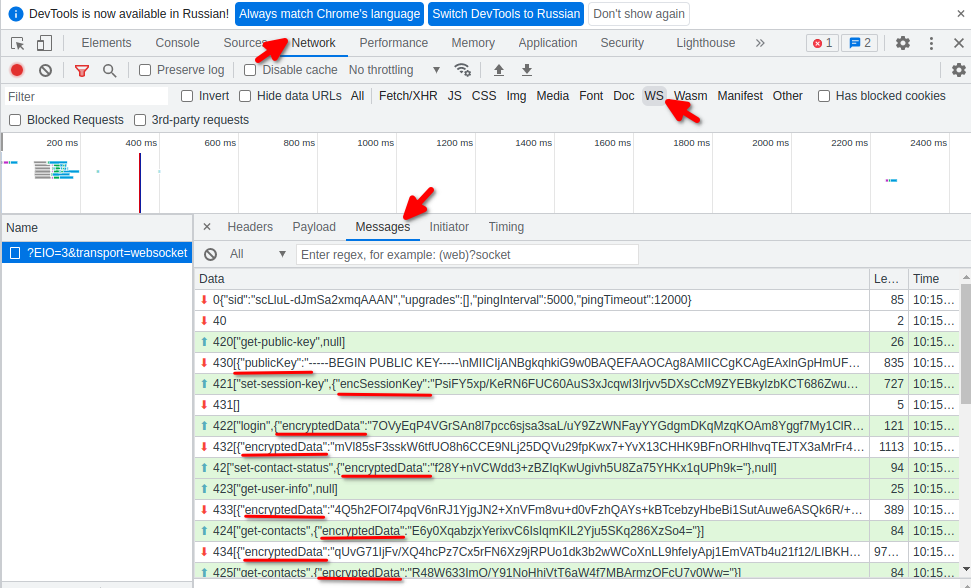 DevTools is now available in Russian! Always match Chrome's language Switch DevTools to Russian Don't show again
Elements Console Sources Network Performance Memory Application Security Lighthouse » 1 2
Preserve log Disable cache No throttling
Filter Invert Hide data URLs All Fetch/XHR JS CSS Img Media Font Doc WS Wasm Manifest Other Has blocked cookies
Blocked Requests 3rd-party requests
200 ms 400 ms 600 ms 800 ms 1000 ms 1200 ms 1400 ms 1600 ms 1800 ms 2000 ms 2200 ms 2400 ms
Name × Headers Payload Messages Initiator Timing
?EIO=3&transport=websocket All Enter regex, for example: (web)?socket
Data Le… Time
0{"sid":"scLluL-dJmSa2xmqAAAN","upgrades":[],"pingInterval":5000,"pingTimeout":12000} 85 10:15…
40 2 10:15…
420["get-public-key",null] 26 10:15…
430[{"publicKey":"-----BEGIN PUBLIC KEY-----\nMIICIjANBgkqhkiG9w0BAQEFAAOCAg8AMIICCgKCAgEAxlnGpHmUF… 835 10:15…
421["set-session-key",{"encSessionKey":"PsiFY5xp/KeRN6FUC60AuS3xJcqwI3Irjvv5DXsCcM9ZYEBkylzbKCT686Zwu… 727 10:15…
431[] 5 10:15…
422["login",{"encryptedData":"7OVyEqP4VGrSAn8l7pcc6sjsa3saL/uY9ZzWNFayYYGdgmDKqMzqKOAm8Yggf7My1ClR… 121 10:15…
432[{"encryptedData":"mVl85sF3sskW6tfUO8h6CCE9NLj25DQVu29fpKwx7+YvX13CHHK9BFnORHlhvqTEJTX3aMrFr4… 1113 10:15…
42["set-contact-status",{"encryptedData":"f28Y+nVCWdd3+zBZIqKwUgivh5U8Za75YHKx1qUPh9k="},null] 94 10:15…
423["get-user-info",null] 25 10:15…
433[{"encryptedData":"4Q5h2FOl74pqV6nRJ1YjgJN2+XnVFm8vu+d0vFzhQAYs+kBTcebzyHbeBi1SutAuwe6ASQk6R/+… 389 10:15…
424["get-contacts",{"encryptedData":"E6y0XqabzjxYerixvC6IsIqmKIL2Yju5SKq286XzSo4="}] 84 10:15…
434[{"encryptedData":"qUvG71IjFv/XQ4hcPz7Cx5rFN6Xz9jRPUo1dk3b2wWCoXnLL9hfeIyApj1EmVATb4u21f12/LIBKH… 97… 10:15…
425["get-contacts",{"encryptedData":"R48W633ImO/Y91NoHhiVtT6aW4f7MBArmzOFcU7v0Ww="}] 84 10:15…